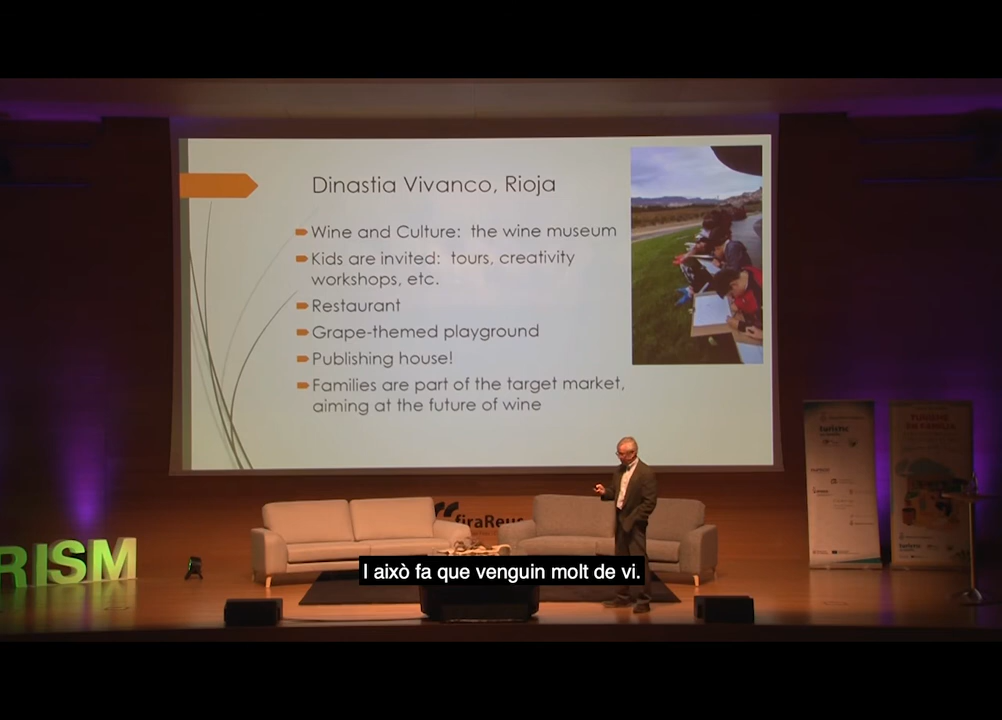 Dinastia Vivanco, Rioja
Wine and Culture: the wine museum
Kids are invited: tours, creativity
workshops, etc.
Restaurant
Grape-themed playground
Publishing house!
Families are part of the target market,
aiming at the future of wine
firaReus
RISM
I això fa que venguin molt de vi.